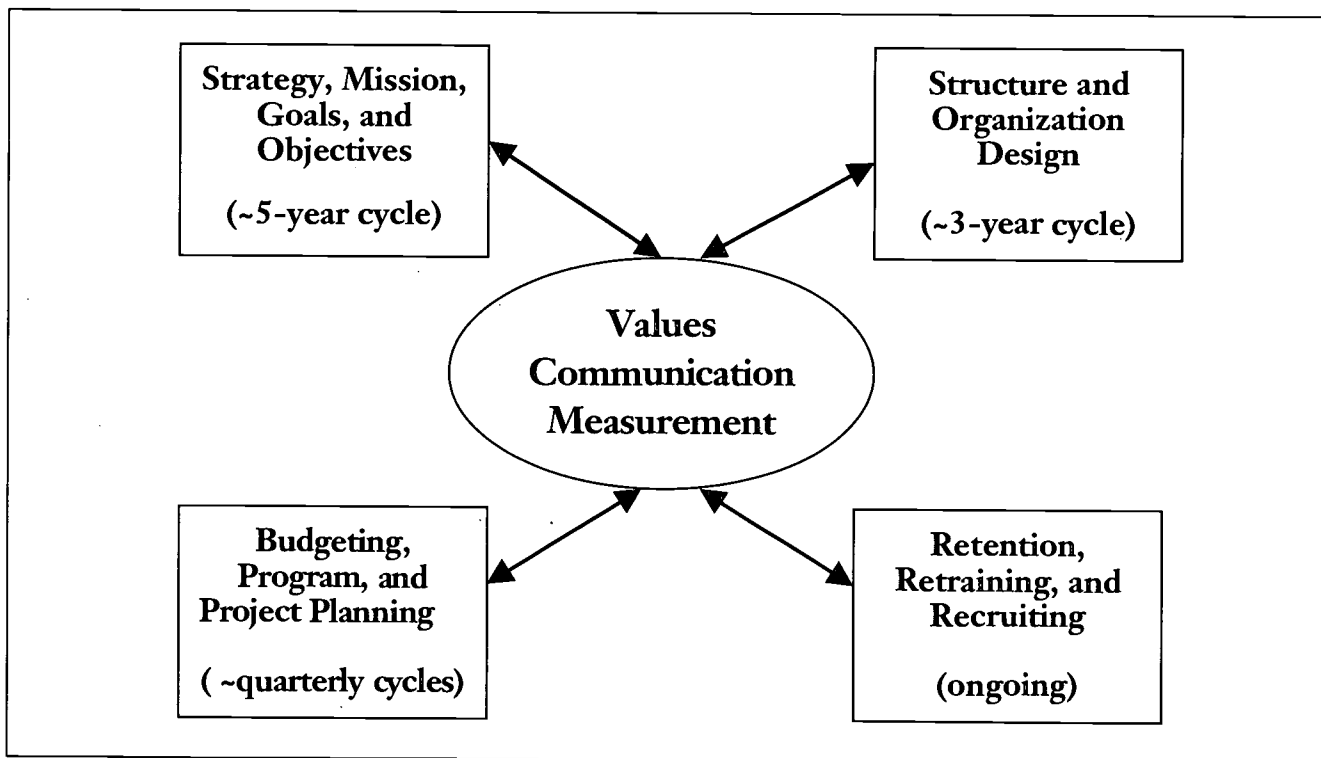 Strategy, Mission,
Goals, and
Objectives
(~5-year cycle)
Structure and
Organization
Design
(~3-year cycle)
Values
Communication
Measurement
Budgeting,
Program, and
Project Planning
( ~quarterly cycles)
Retention,
Retraining, and
Recruiting
(ongoing)